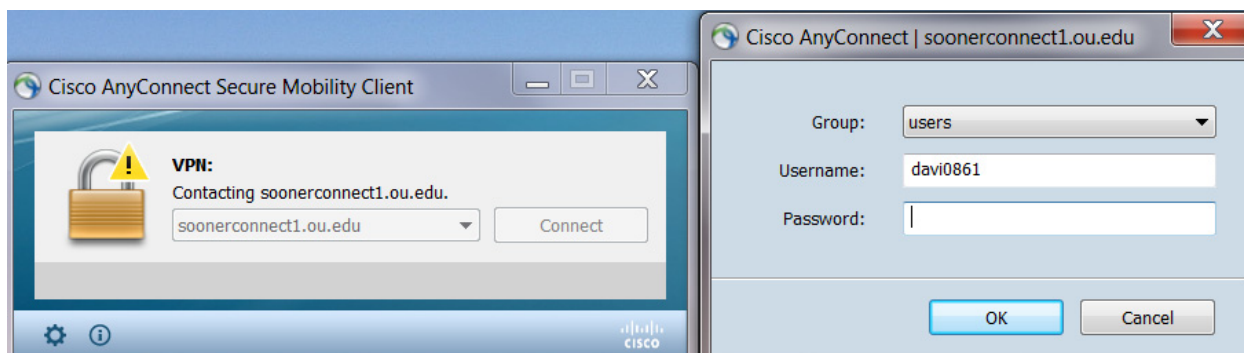 Cisco AnyConnect Secure Mobility Client
VPN:
Contacting soonerconnect1.ou.edu.
soonerconnect1.ou.edu
Connect
CISCO
Cisco AnyConnect | soonerconnect1.ou.edu
Group:
users
Username:
davi0861
Password:
OK
Cancel